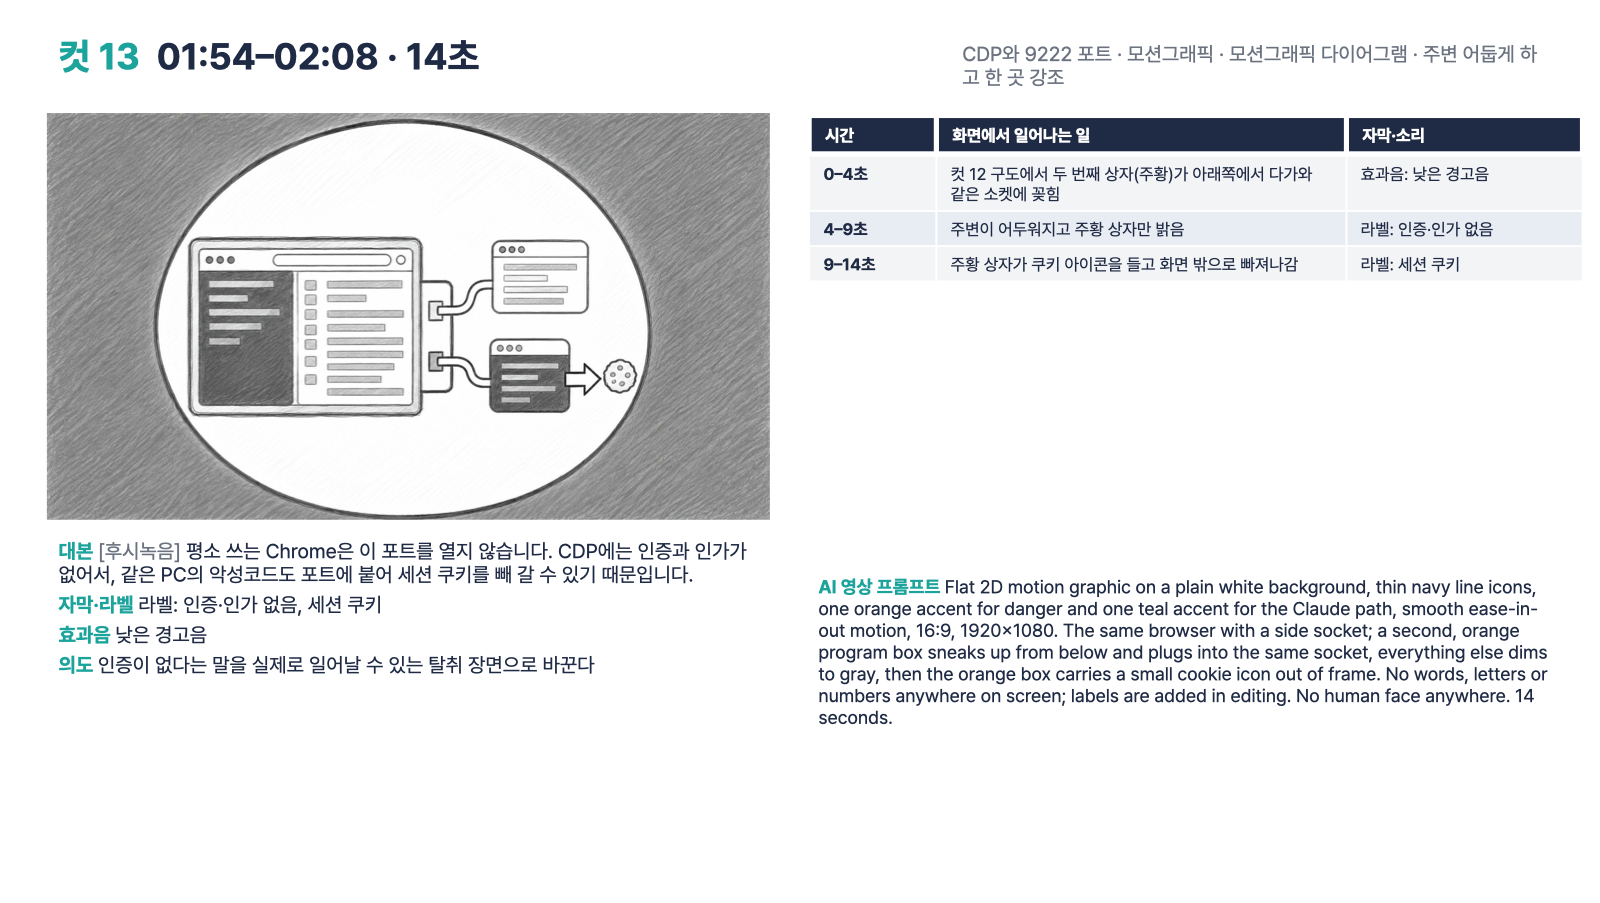 컷 13 01:54–02:08 · 14초
CDP와 9222 포트 · 모션그래픽 · 모션그래픽 다이어그램 · 주변 어둡게 하
고 한 곳 강조
시간 화면에서 일어나는 일 자막·소리
0–4초 컷 12 구도에서 두 번째 상자(주황)가 아래쪽에서 다가와 효과음: 낮은 경고음
같은 소켓에 꽂힘
4–9초 주변이 어두워지고 주황 상자만 밝음 라벨: 인증·인가 없음
9–14초 주황 상자가 쿠키 아이콘을 들고 화면 밖으로 빠져나감 라벨: 세션 쿠키
대본 [후시녹음] 평소 쓰는 Chrome은 이 포트를 열지 않습니다. CDP에는 인증과 인가가
없어서, 같은 PC의 악성코드도 포트에 붙어 세션 쿠키를 빼 갈 수 있기 때문입니다.
자막·라벨 라벨: 인증·인가 없음, 세션 쿠키
효과음 낮은 경고음
의도 인증이 없다는 말을 실제로 일어날 수 있는 탈취 장면으로 바꾼다
AI 영상 프롬프트 Flat 2D motion graphic on a plain white background, thin navy line icons,
one orange accent for danger and one teal accent for the Claude path, smooth ease-in-
out motion, 16:9, 1920×1080. The same browser with a side socket; a second, orange
program box sneaks up from below and plugs into the same socket, everything else dims
to gray, then the orange box carries a small cookie icon out of frame. No words, letters or
numbers anywhere on screen; labels are added in editing. No human face anywhere. 14
seconds.